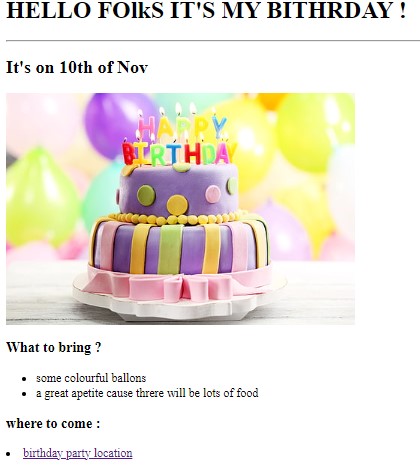 HELLO FOlkS IT'S MY BITHRDAY !
It's on 10th of Nov
HAPPY
BIRTHDAY
What to bring ?
some colourful ballons
a great apetite cause threre will be lots of food
where to come :
birthday party location